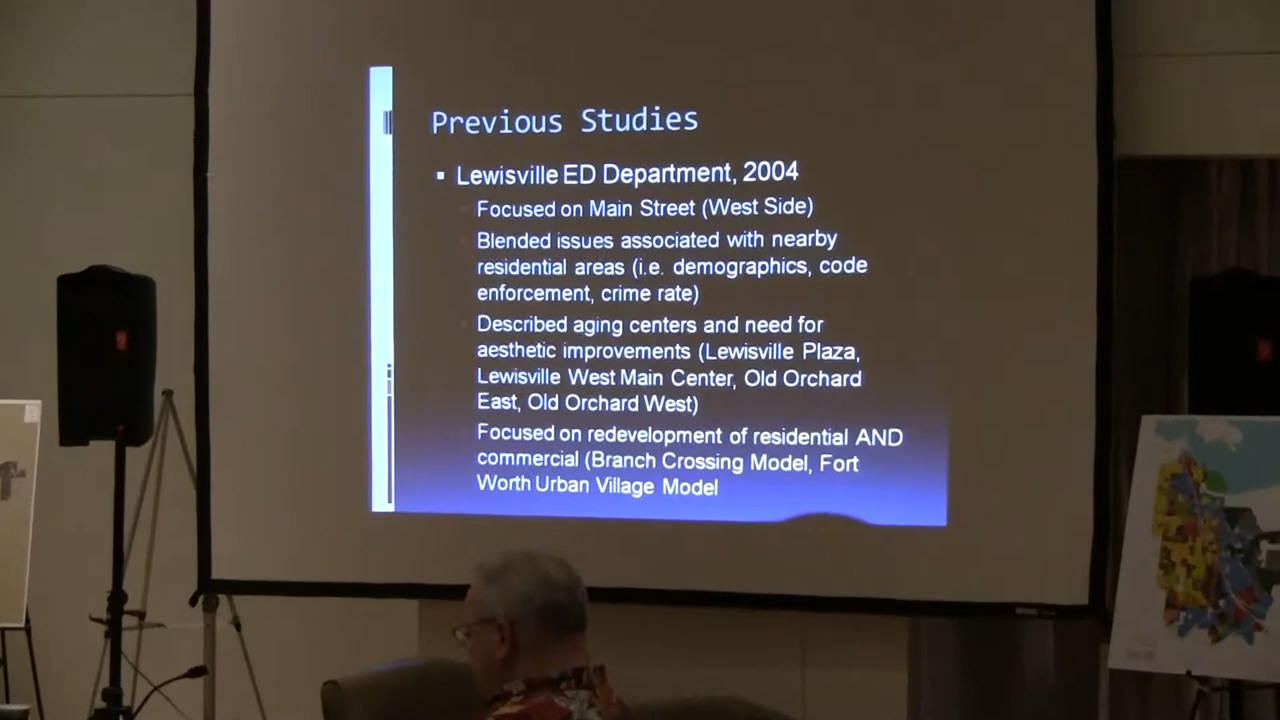 Previous Studies
▪ Lewisville ED Department, 2004
Focused on Main Street (West Side)
Blended issues associated with nearby
residential areas (i.e. demographics, code
enforcement, crime rate)
Described aging centers and need for
aesthetic improvements (Lewisville Plaza,
Lewisville West Main Center, Old Orchard
East, Old Orchard West)
Focused on redevelopment of residential AND
commercial (Branch Crossing Model, Fort
Worth Urban Village Model